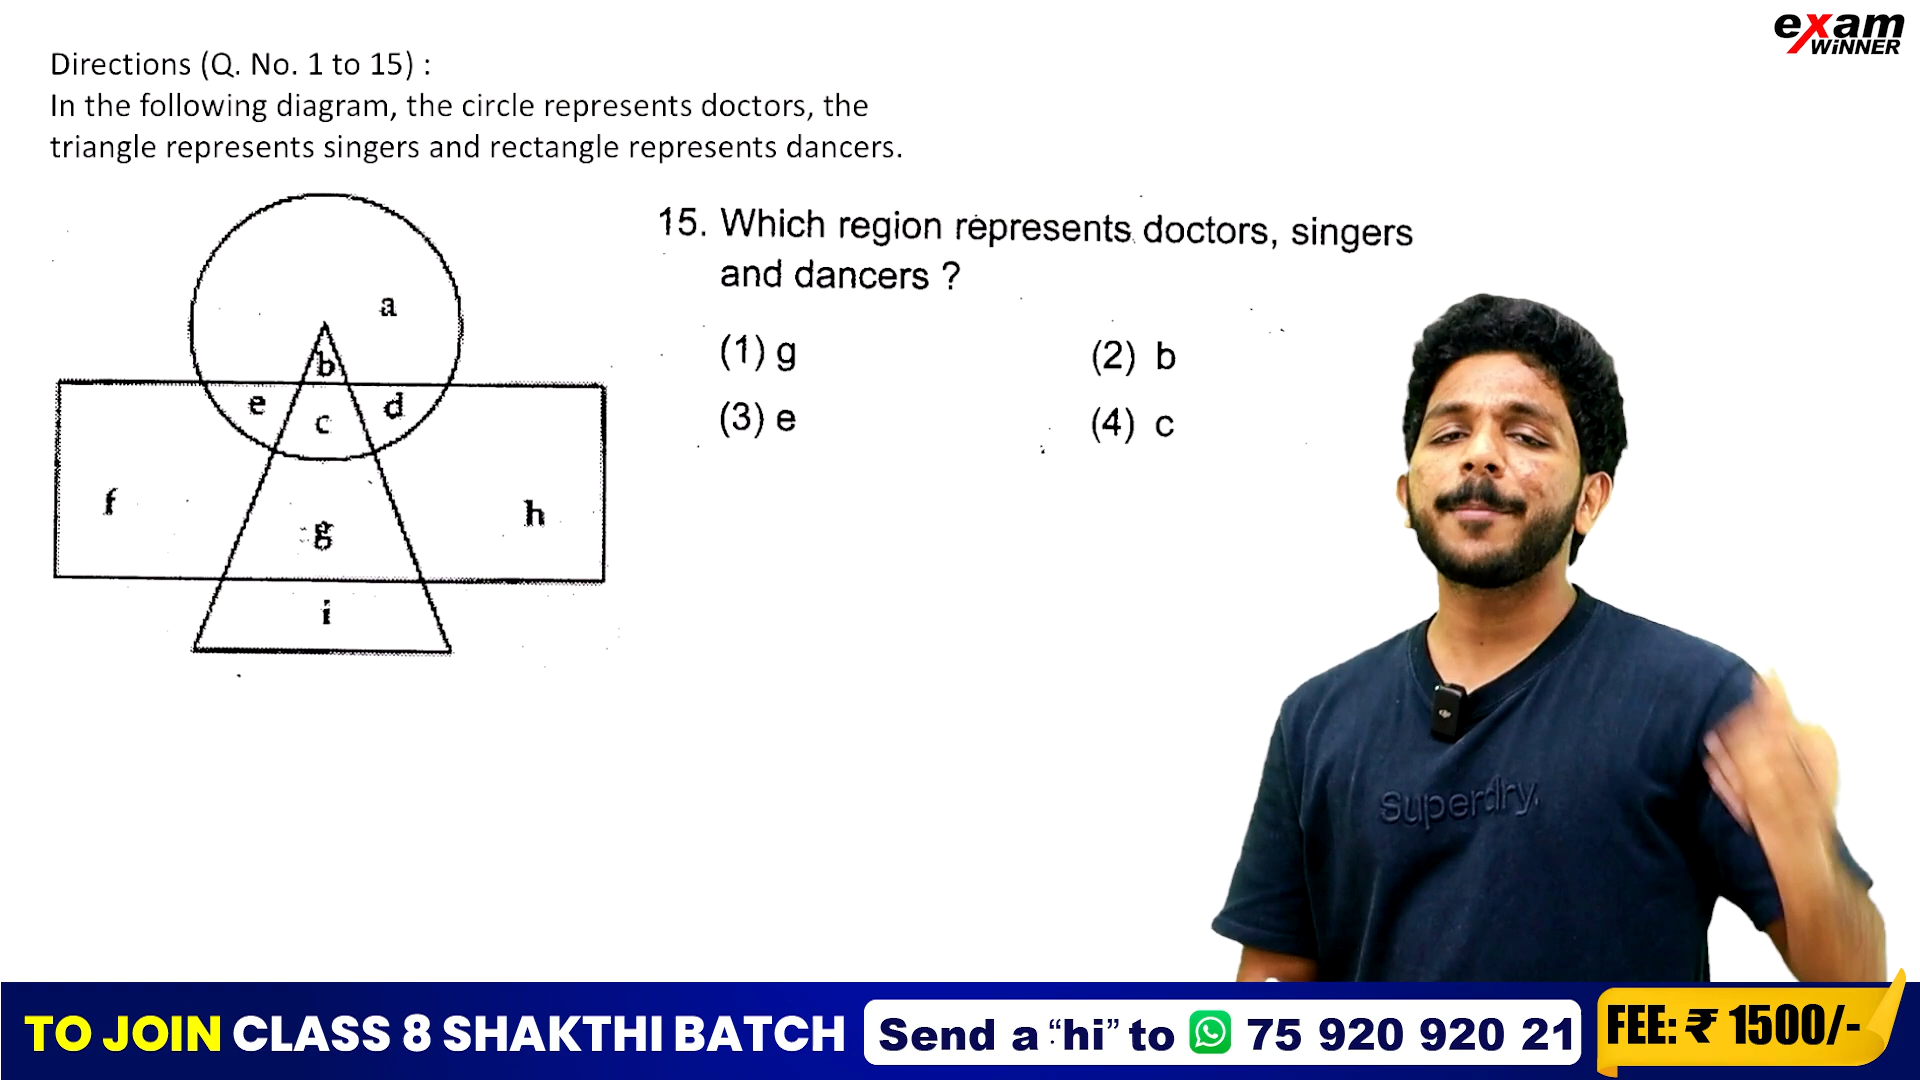 exam
WiNNER
Directions (Q. No. 1 to 15) :
In the following diagram, the circle represents doctors, the
triangle represents singers and rectangle represents dancers.
15. Which region represents doctors, singers
and dancers ?
(1) g (2) b
(3) e (4) c
a
b
e c d
f g h
i
Superdry.
TO JOIN CLASS 8 SHAKTHI BATCH Send a “hi” to 75 920 920 21 FEE: ₹ 1500/-